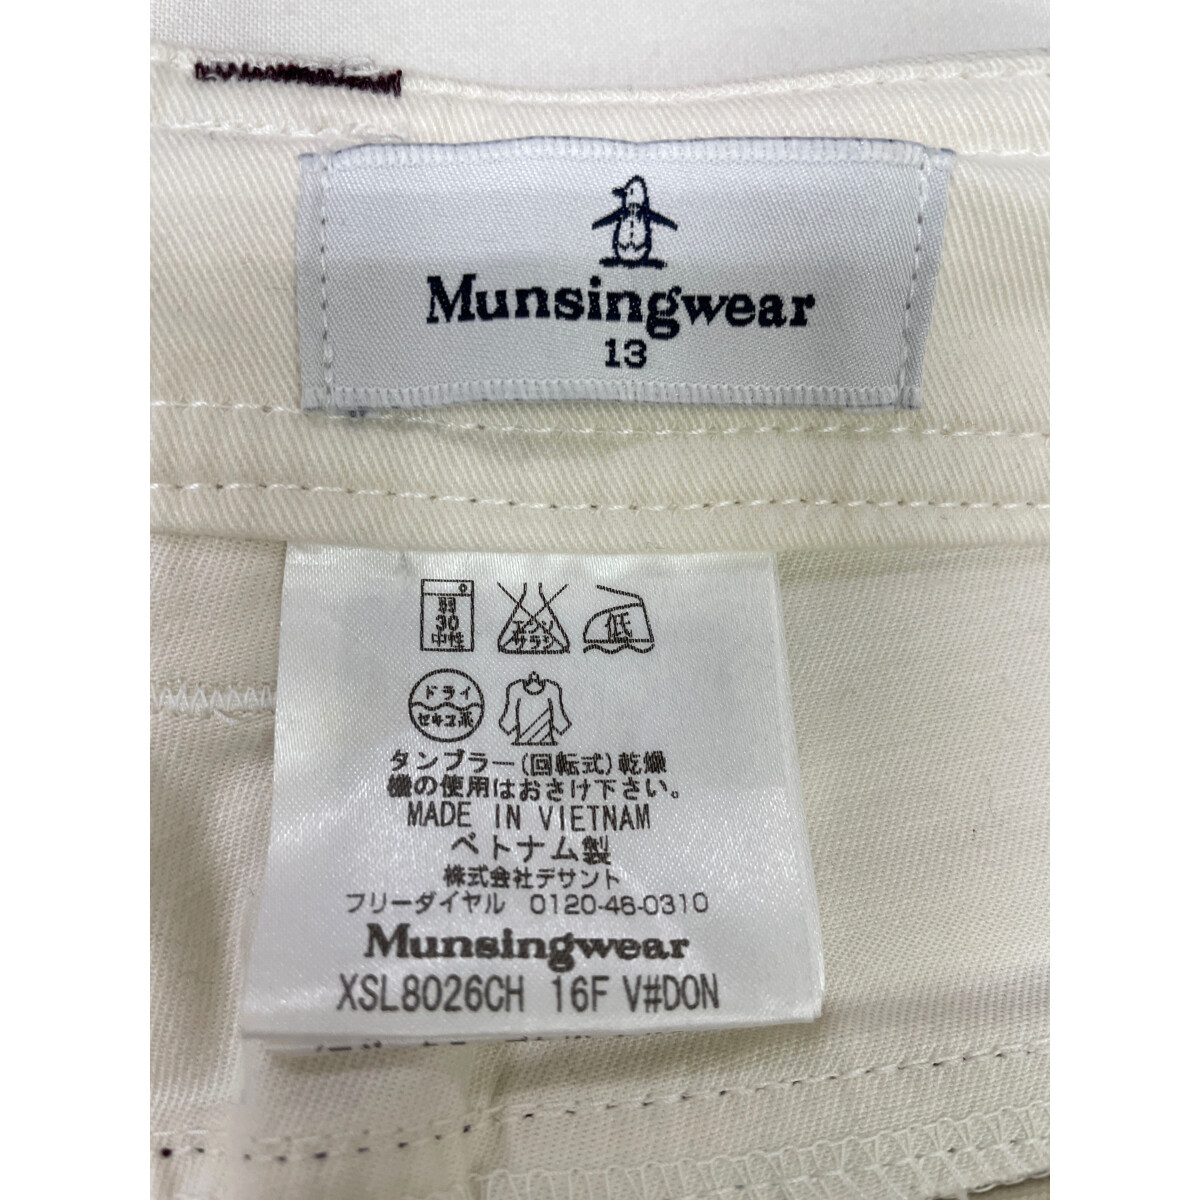 Munsingwear
13
弱
30
中性
エンソ
サラシ
低
ドライ
セキユ系
タンブラー(回転式)乾燥
機の使用はおさけ下さい。
MADE IN VIETNAM
ベトナム製
株式会社デサント
フリーダイヤル 0120-46-0310
Munsingwear
XSL8026CH 16F V#DON